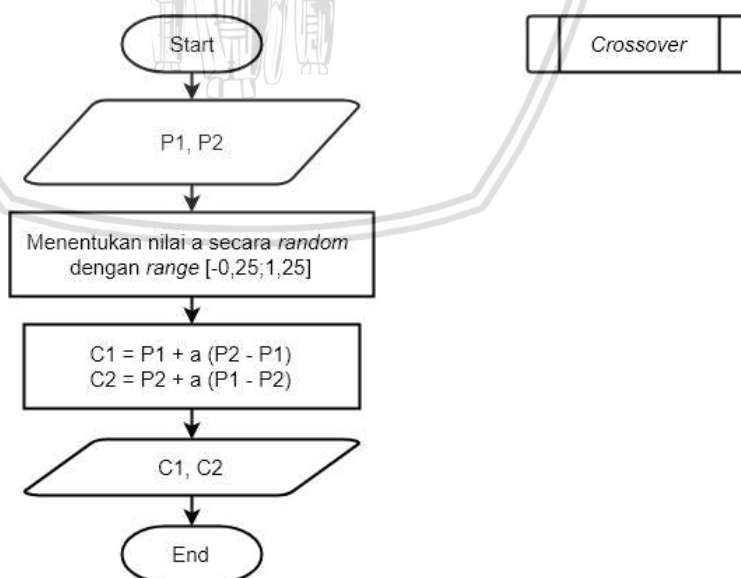 Start
Crossover
P1, P2
Menentukan nilai a secara random
dengan range [-0,25;1,25]
C1 = P1 + a (P2 - P1)
C2 = P2 + a (P1 - P2)
C1, C2
End